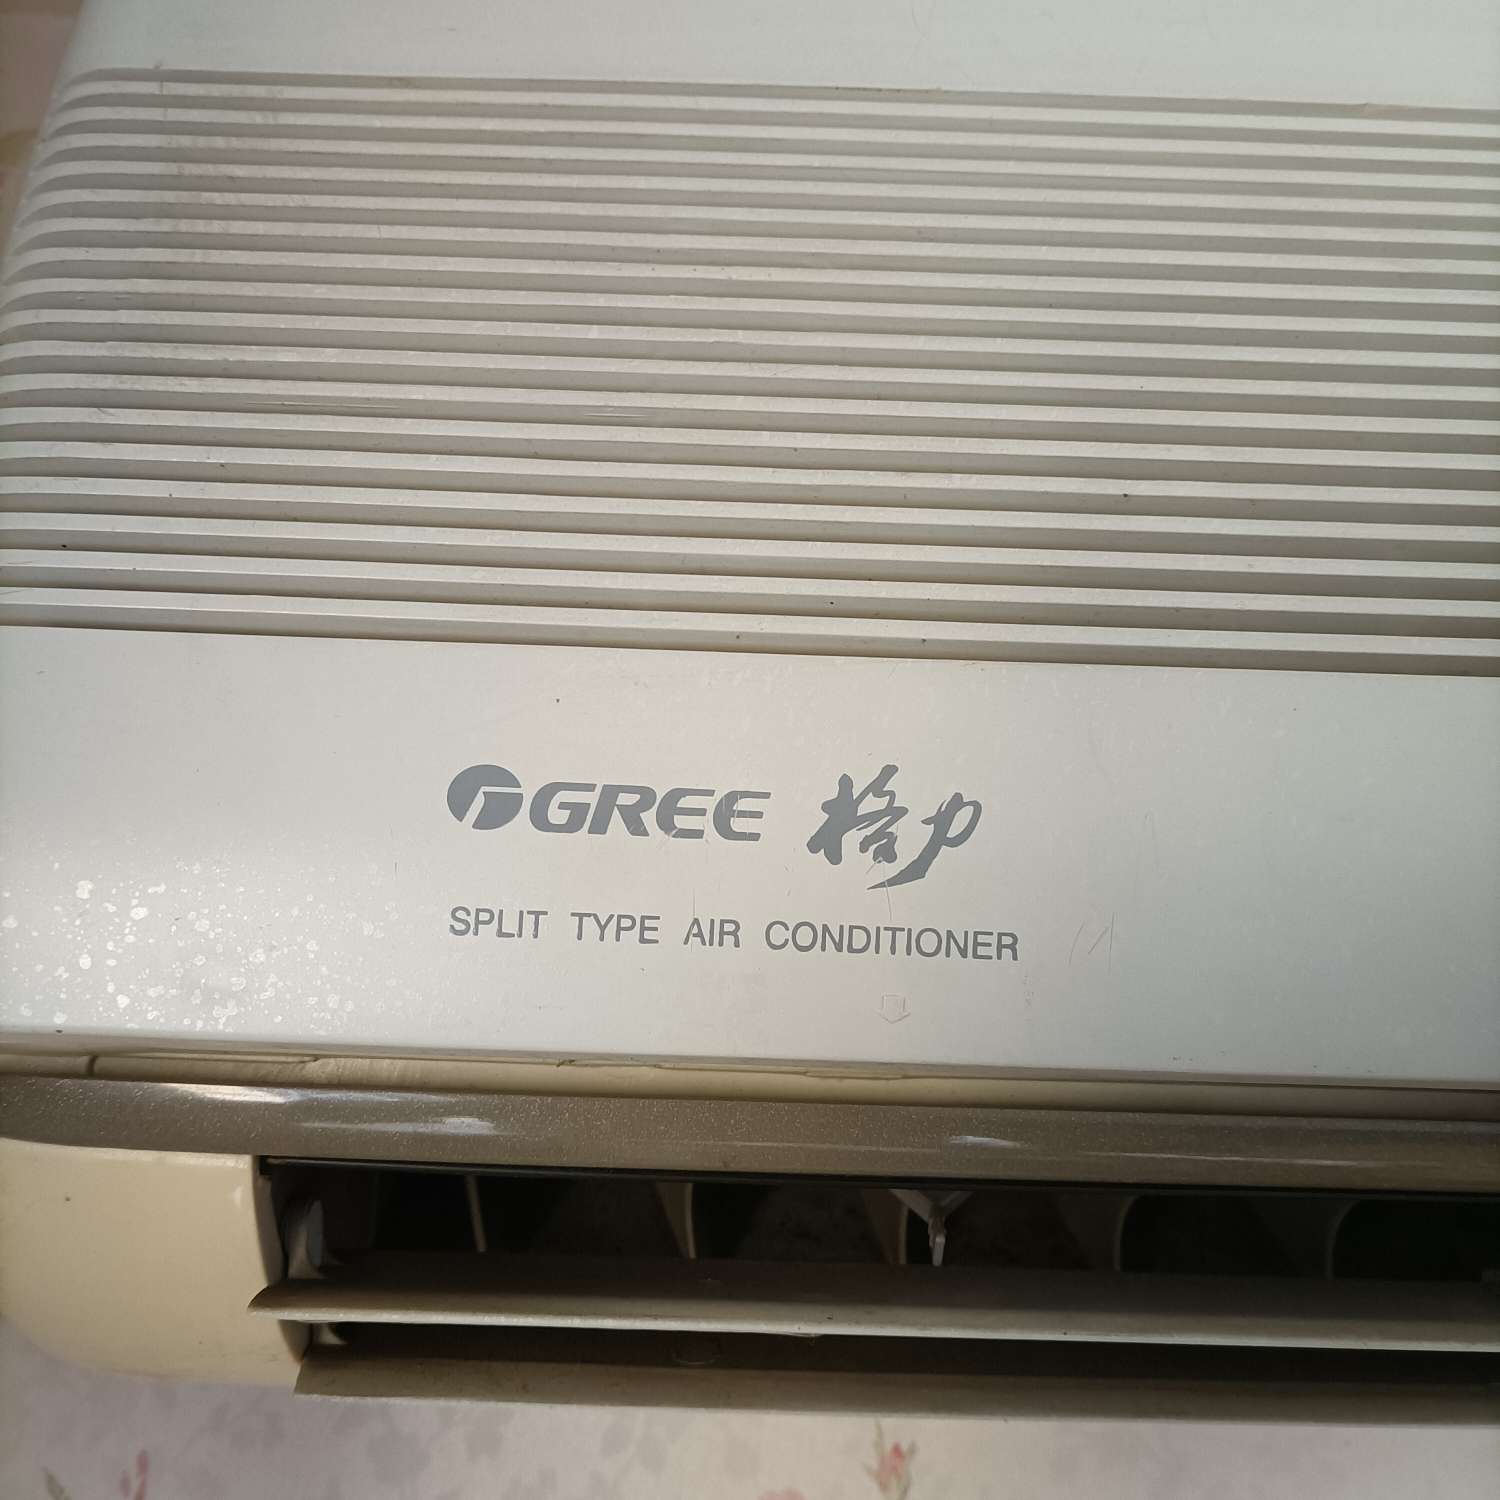 GREE 格力
SPLIT TYPE AIR CONDITIONER